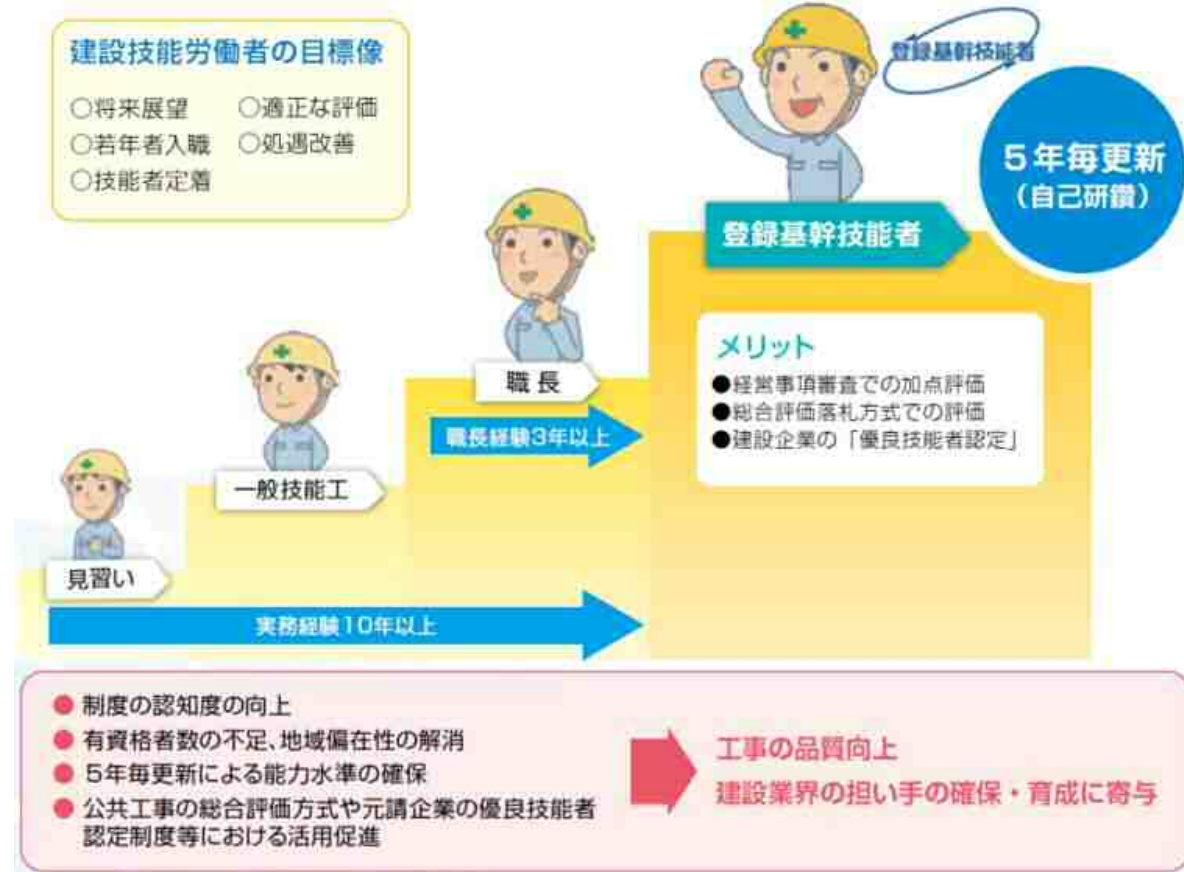 建設技能労働者の目標像
○将来展望 ○適正な評価
○若年者入職 ○処遇改善
○技能者定着
登録基幹技能者
5年毎更新
(自己研鑽)
登録基幹技能者
メリット
●経営事項審査での加点評価
●総合評価落札方式での評価
●建設企業の「優良技能者認定」
職長
職長経験3年以上
一般技能工
見習い
実務経験10年以上
● 制度の認知度の向上
● 有資格者数の不足、地域偏在性の解消
● 5年毎更新による能力水準の確保
● 公共工事の総合評価方式や元請企業の優良技能者
認定制度等における活用促進
工事の品質向上
建設業界の担い手の確保・育成に寄与